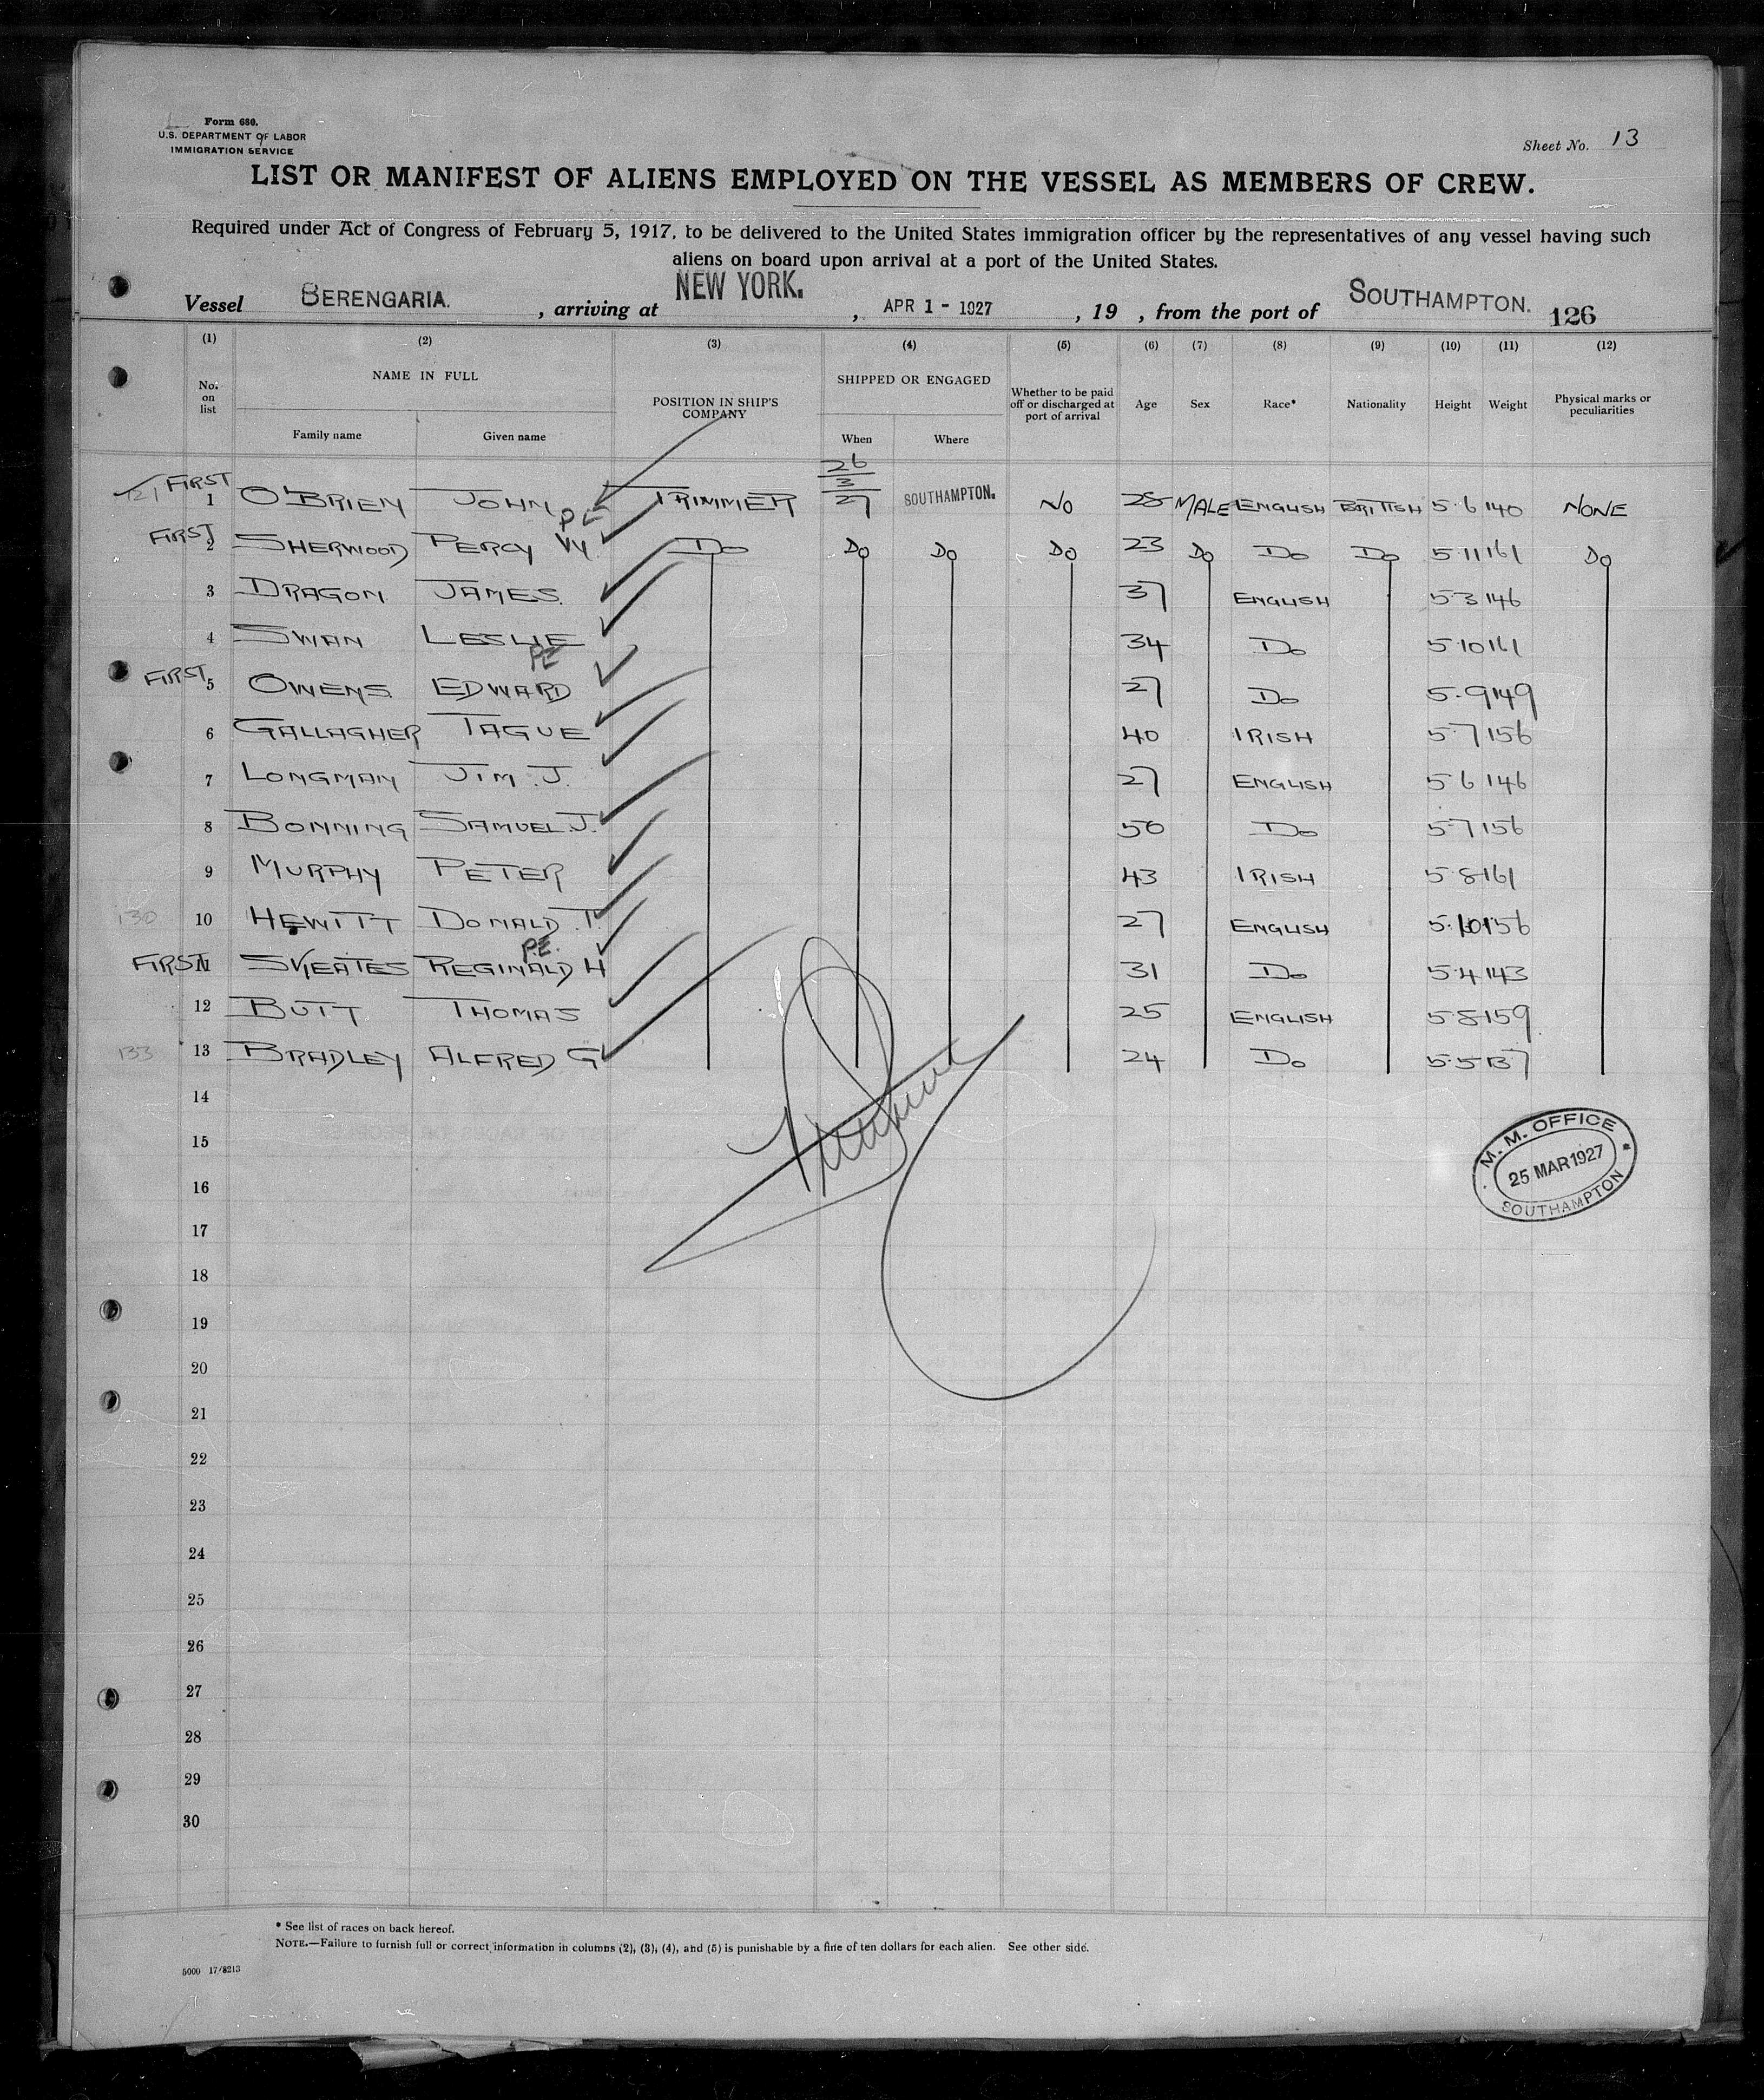 Form 680.
U.S. DEPARTMENT OF LABOR
IMMIGRATION SERVICE
Sheet No. 13
LIST OR MANIFEST OF ALIENS EMPLOYED ON THE VESSEL AS MEMBERS OF CREW.
Required under Act of Congress of February 5, 1917, to be delivered to the United States immigration officer by the representatives of any vessel having such
aliens on board upon arrival at a port of the United States.
Vessel BERENGARIA. , arriving at NEW YORK. , APR 1 - 1927 , 19 , from the port of SOUTHAMPTON. 126
(1) (2) (3) (4) (5) (6) (7) (8) (9) (10) (11) (12)
No. on list NAME IN FULL POSITION IN SHIP'S COMPANY SHIPPED OR ENGAGED Whether to be paid off or discharged at port of arrival Age Sex Race* Nationality Height Weight Physical marks or peculiarities
Family name Given name When Where
FIRST 1 O'BRIEN JOHN PE TRIMMER 26/3/27 SOUTHAMPTON. NO 28 MALE ENGLISH BRITISH 5·6 140 NONE
FIRST 2 SHERWOOD PERCY W Do Do Do Do 23 Do Do Do 5·11 161 Do
3 DRAGON JAMES. 37 ENGLISH 5·3 146
4 SWAN LESLIE 34 Do 5·10 161
FIRST 5 OWENS EDWARD PE 27 Do 5·9 149
6 GALLAGHER TAGUE 40 IRISH 5·7 156
7 LONGMAN JIM. J. 27 ENGLISH 5·6 146
8 BONNING SAMUEL. J. 50 Do 5·7 156
9 MURPHY PETER 43 IRISH 5·8 161
130 10 HEWITT DONALD. T. 27 ENGLISH 5·10 156
FIRST 11 SKEATES REGINALD H P.E. 31 Do 5·4 143
12 BUTT THOMAS 25 ENGLISH 5·8 159
133 13 BRADLEY ALFRED G 24 Do 5·5 137
14
15
16
17
18
19
20
21
22
23
24
25
26
27
28
29
30
M. M. OFFICE
25 MAR 1927
SOUTHAMPTON
* See list of races on back hereof.
NOTE.—Failure to furnish full or correct information in columns (2), (3), (4), and (5) is punishable by a fine of ten dollars for each alien. See other side.
5000 17/8213